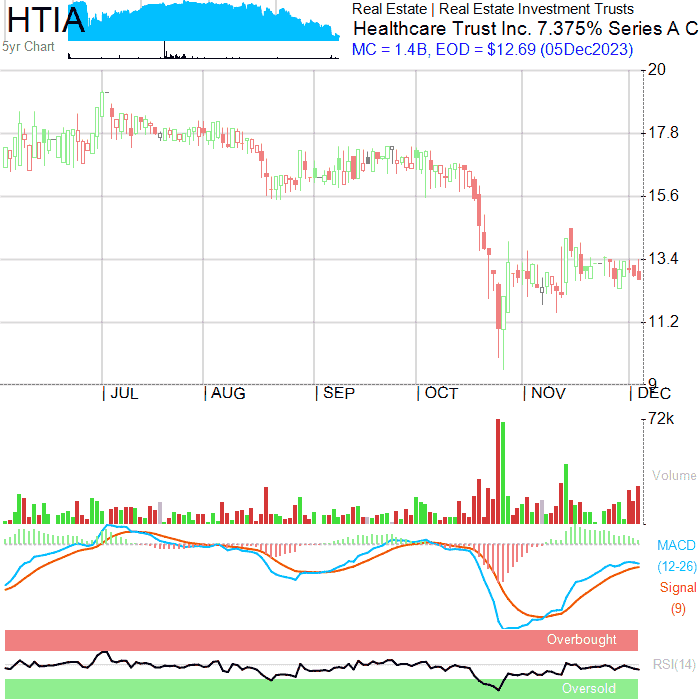 HTIA
5yr Chart
Real Estate | Real Estate Investment Trusts
Healthcare Trust Inc. 7.375% Series A C
MC = 1.4B, EOD = $12.69 (05Dec2023)
20
17.8
15.6
13.4
11.2
9
| JUL | AUG | SEP | OCT | NOV | DEC
72k
Volume
MACD
(12-26)
Signal
(9)
Overbought
RSI(14)
Oversold